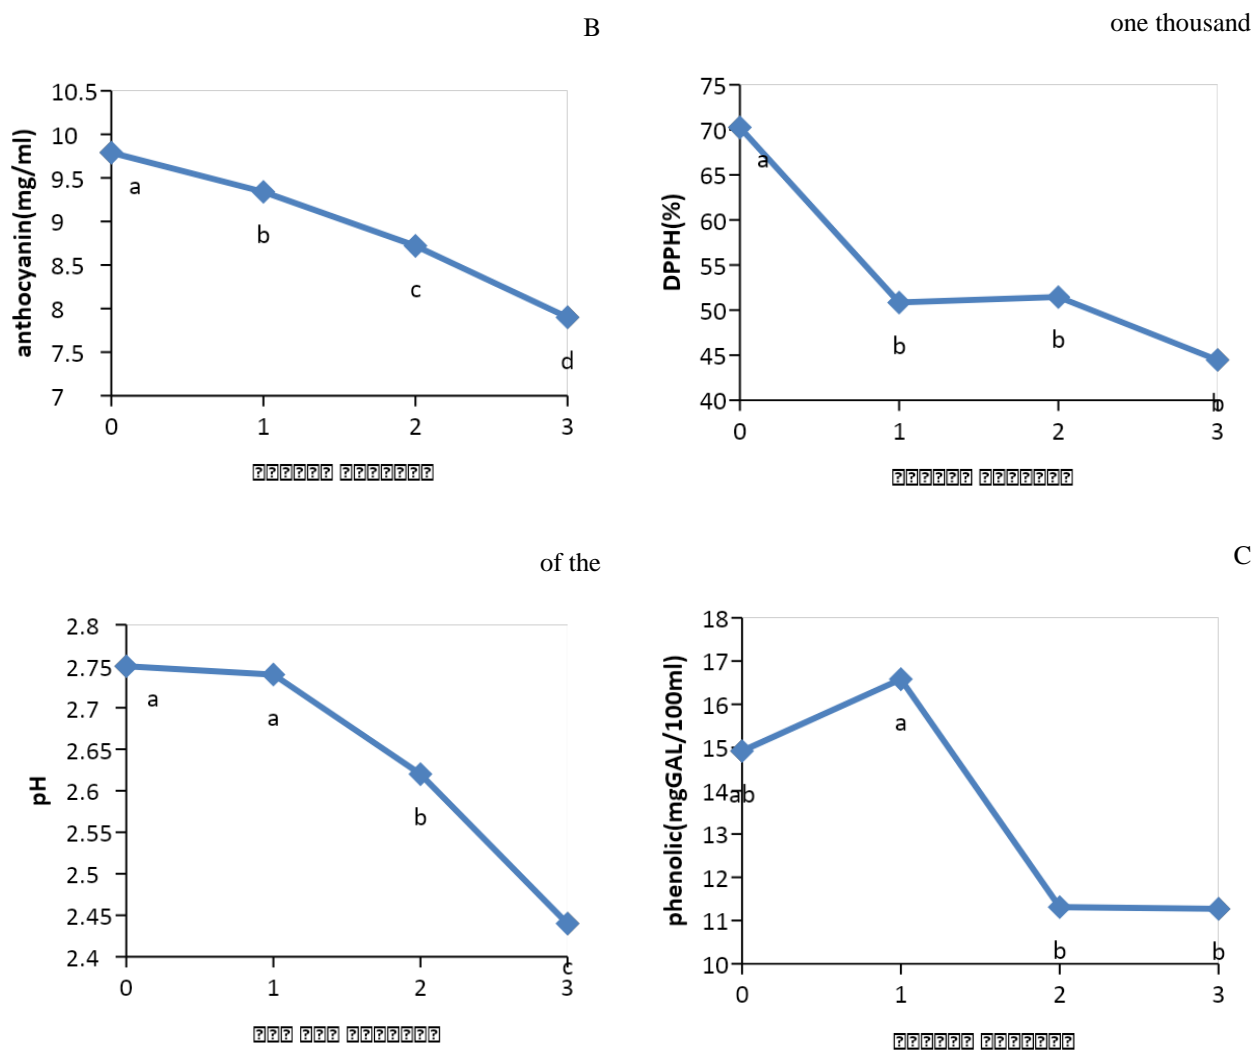 B
one thousand
10.5
10
9.5
9
8.5
8
7.5
7
anthocyanin(mg/ml)
a
b
c
d
0 1 2 3
75
70
65
60
55
50
45
40
DPPH(%)
a
b
b
b
0 1 2 3
of the
C
2.8
2.75
2.7
2.65
2.6
2.55
2.5
2.45
2.4
pH
a
a
b
c
0 1 2 3
18
17
16
15
14
13
12
11
10
phenolic(mgGAL/100ml)
ab
a
b
b
0 1 2 3